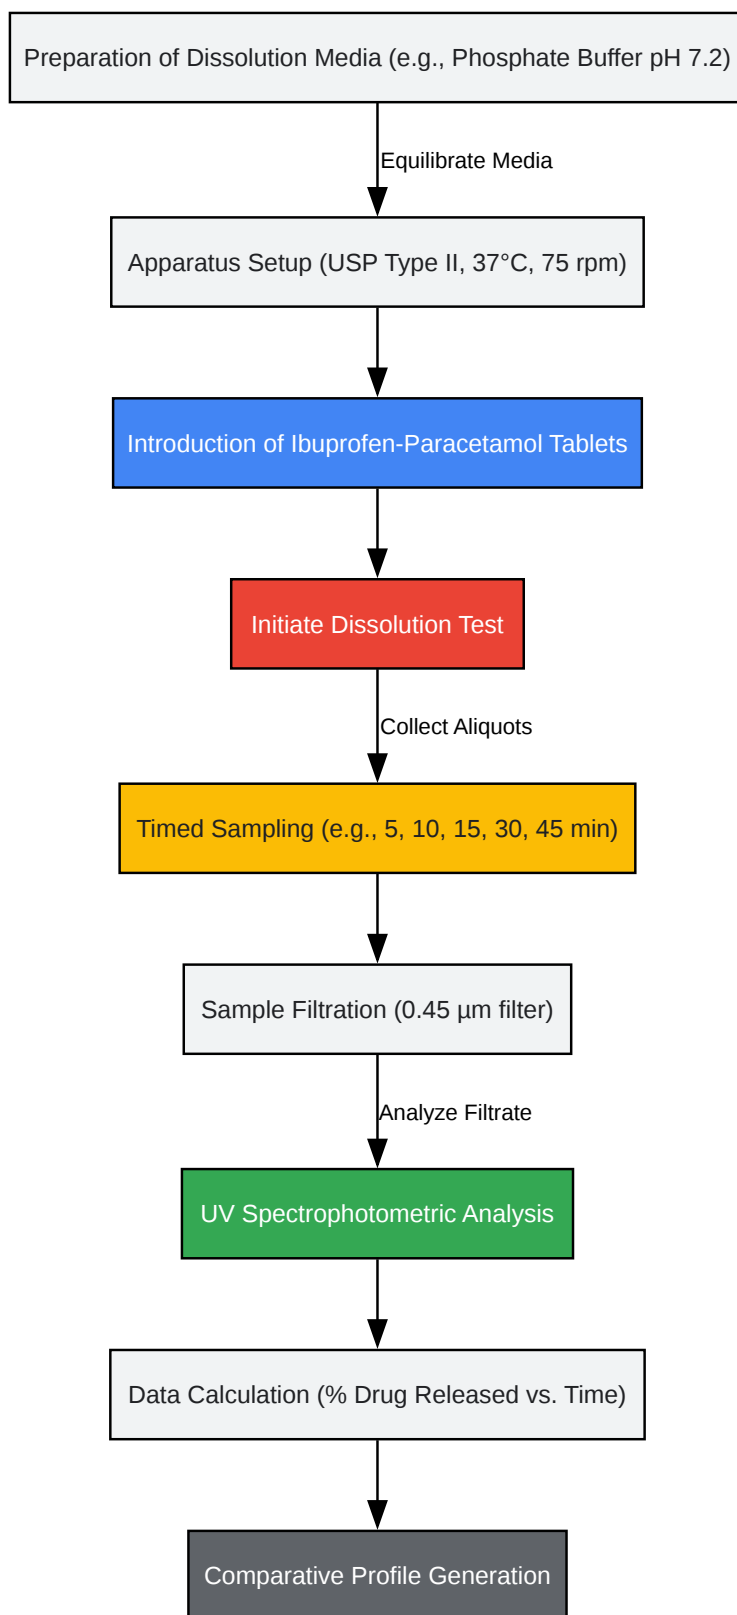 Preparation of Dissolution Media (e.g., Phosphate Buffer pH 7.2)
Equilibrate Media
Apparatus Setup (USP Type II, 37°C, 75 rpm)
Introduction of Ibuprofen-Paracetamol Tablets
Initiate Dissolution Test
Collect Aliquots
Timed Sampling (e.g., 5, 10, 15, 30, 45 min)
Sample Filtration (0.45 µm filter)
Analyze Filtrate
UV Spectrophotometric Analysis
Data Calculation (% Drug Released vs. Time)
Comparative Profile Generation